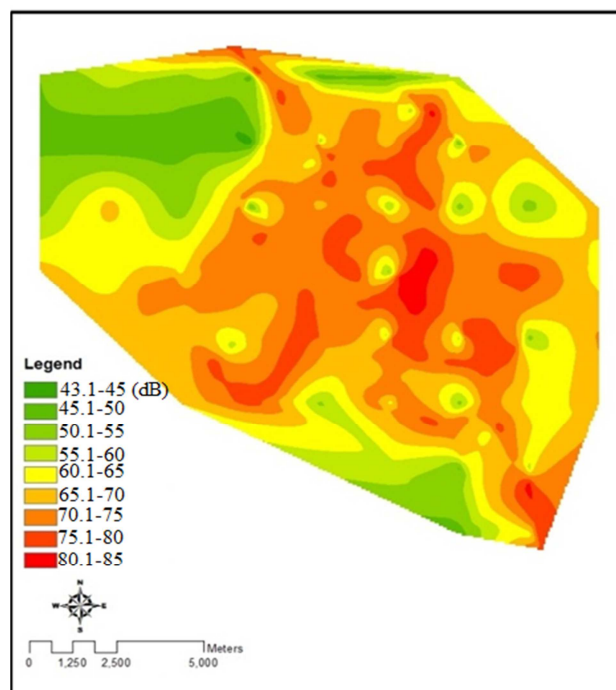 Legend
43.1-45 (dB)
45.1-50
50.1-55
55.1-60
60.1-65
65.1-70
70.1-75
75.1-80
80.1-85
N
W E
S
Meters
0 1,250 2,500 5,000